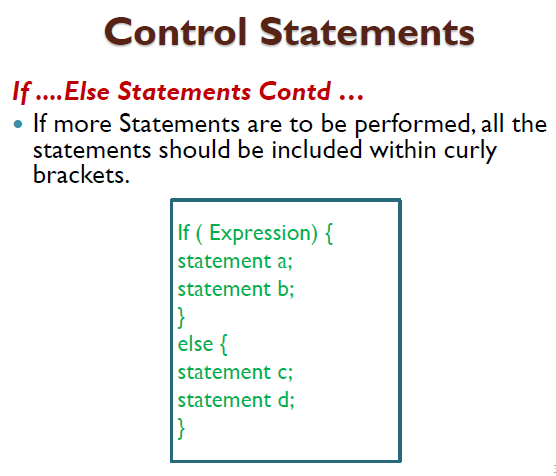 Control Statements
If ....Else Statements Contd ...
• If more Statements are to be performed, all the
statements should be included within curly
brackets.
If ( Expression) {
statement a;
statement b;
}
else {
statement c;
statement d;
}